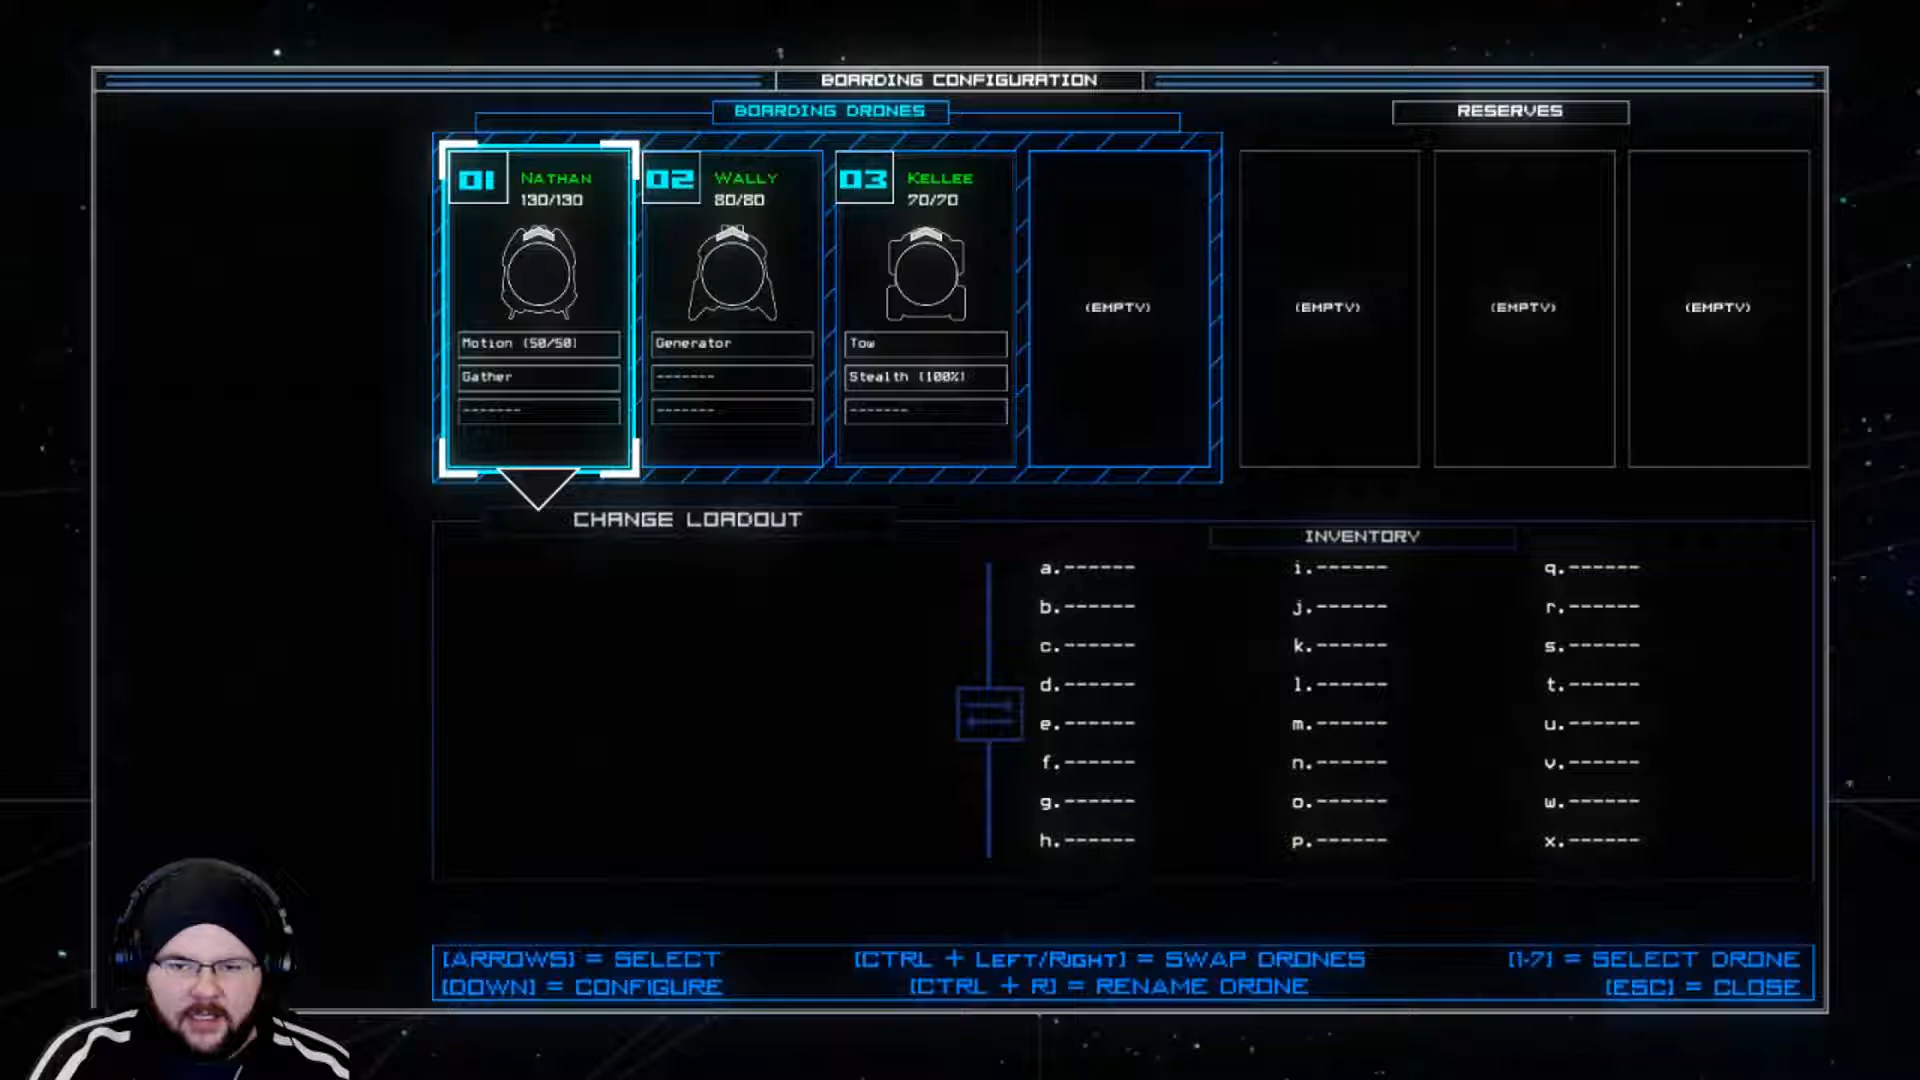 BOARDING CONFIGURATION
BOARDING DRONES
RESERVES
01 NATHAN
130/130
Motion (50/50)
Gather
-------
02 WALLY
80/80
Generator
-------
-------
03 KELLEE
70/70
Tow
Stealth (100%)
-------
(EMPTY)
(EMPTY)
(EMPTY)
(EMPTY)
CHANGE LOADOUT
INVENTORY
a.------
b.------
c.------
d.------
e.------
f.------
g.------
h.------
i.------
j.------
k.------
l.------
m.------
n.------
o.------
p.------
q.------
r.------
s.------
t.------
u.------
v.------
w.------
x.------
[ARROWS] = SELECT
[DOWN] = CONFIGURE
[CTRL + LEFT/RIGHT] = SWAP DRONES
[CTRL + R] = RENAME DRONE
[1-7] = SELECT DRONE
[ESC] = CLOSE